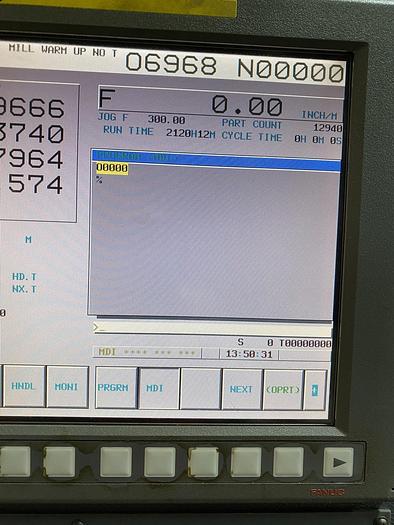 MILL WARM UP NO T
O6968 N00000
9666
3740
7964
574
F 0.00 INCH/M
JOG F 300.00 PART COUNT 12940
RUN TIME 2120H12M CYCLE TIME 0H 0M 0S
O0000
%
M
HD.T
NX.T
0
>_
S 0 T00000000
MDI **** *** ***
13:50:31
HNDL MONI PRGRM MDI NEXT (OPRT) +
FANUC